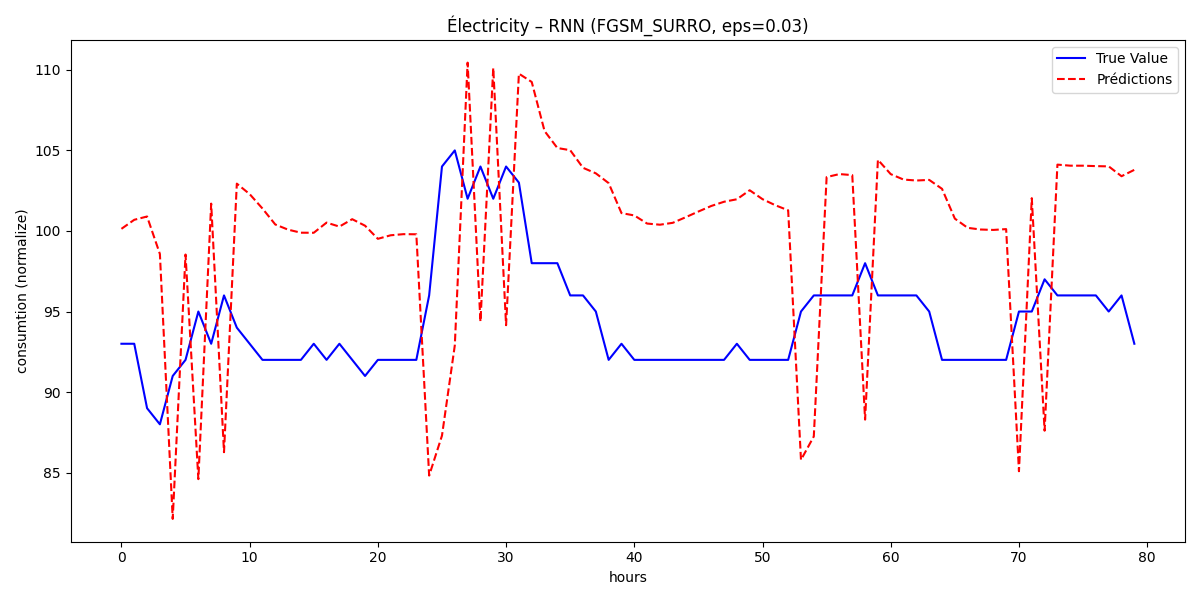 Électricity – RNN (FGSM_SURRO, eps=0.03)
True Value
Prédictions
consumtion (normalize)
110
105
100
95
90
85
0 10 20 30 40 50 60 70 80
hours